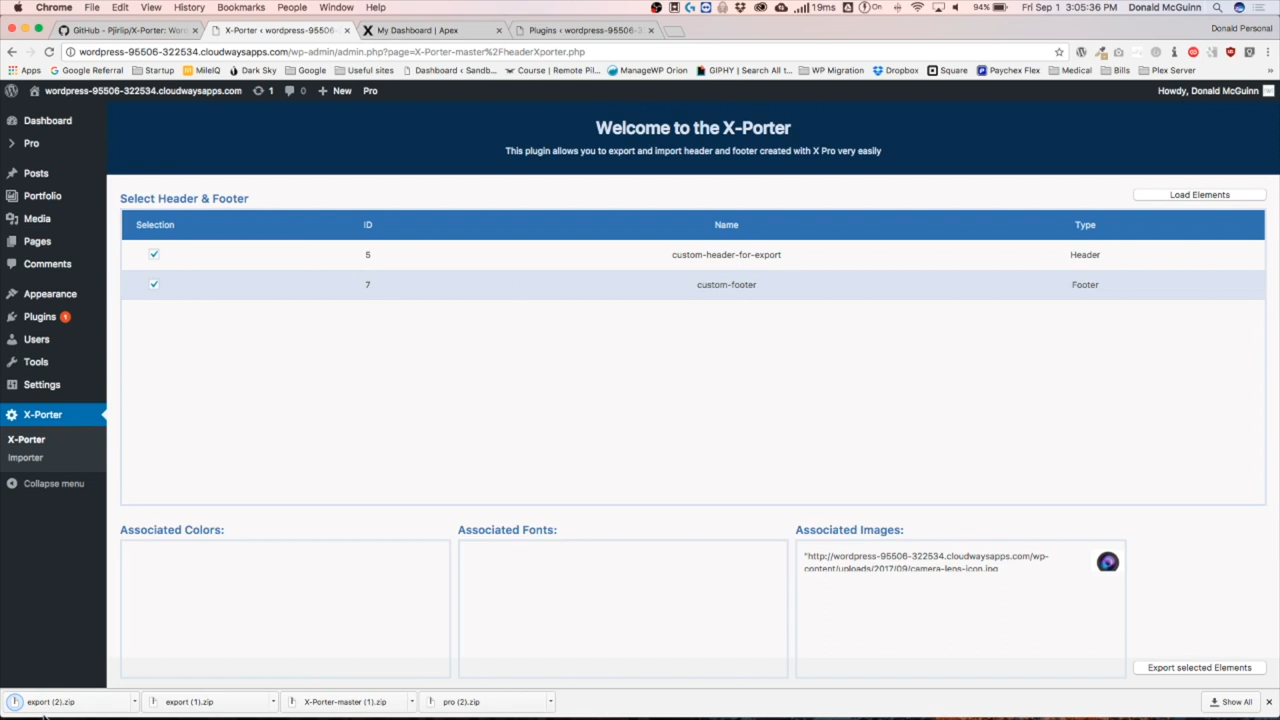 Chrome File Edit View History Bookmarks People Window Help
19ms On 94% Fri Sep 1 3:05:36 PM Donald McGuinn
GitHub - Pjirlip/X-Porter: Wor
X-Porter ‹ wordpress-95506-
My Dashboard | Apex
Plugins ‹ wordpress-95506-3
Donald Personal
wordpress-95506-322534.cloudwaysapps.com/wp-admin/admin.php?page=X-Porter-master%2FheaderXporter.php
Apps Google Referral Startup MileIQ Dark Sky Google Useful sites Dashboard ‹ Sandb... Course | Remote Pil... ManageWP Orion GIPHY | Search All t... WP Migration Dropbox Square Paychex Flex Medical Bills Plex Server
wordpress-95506-322534.cloudwaysapps.com 1 0 New Pro Howdy, Donald McGuinn
Dashboard
Pro
Posts
Portfolio
Media
Pages
Comments
Appearance
Plugins 1
Users
Tools
Settings
X-Porter
X-Porter
Importer
Collapse menu
Welcome to the X-Porter
This plugin allows you to export and import header and footer created with X Pro very easily
Select Header & Footer
Load Elements
Selection ID Name Type
5 custom-header-for-export Header
7 custom-footer Footer
Associated Colors:
Associated Fonts:
Associated Images:
"http://wordpress-95506-322534.cloudwaysapps.com/wp-
content/uploads/2017/09/camera-lens-icon.jpg
Export selected Elements
export (2).zip export (1).zip X-Porter-master (1).zip pro (2).zip Show All